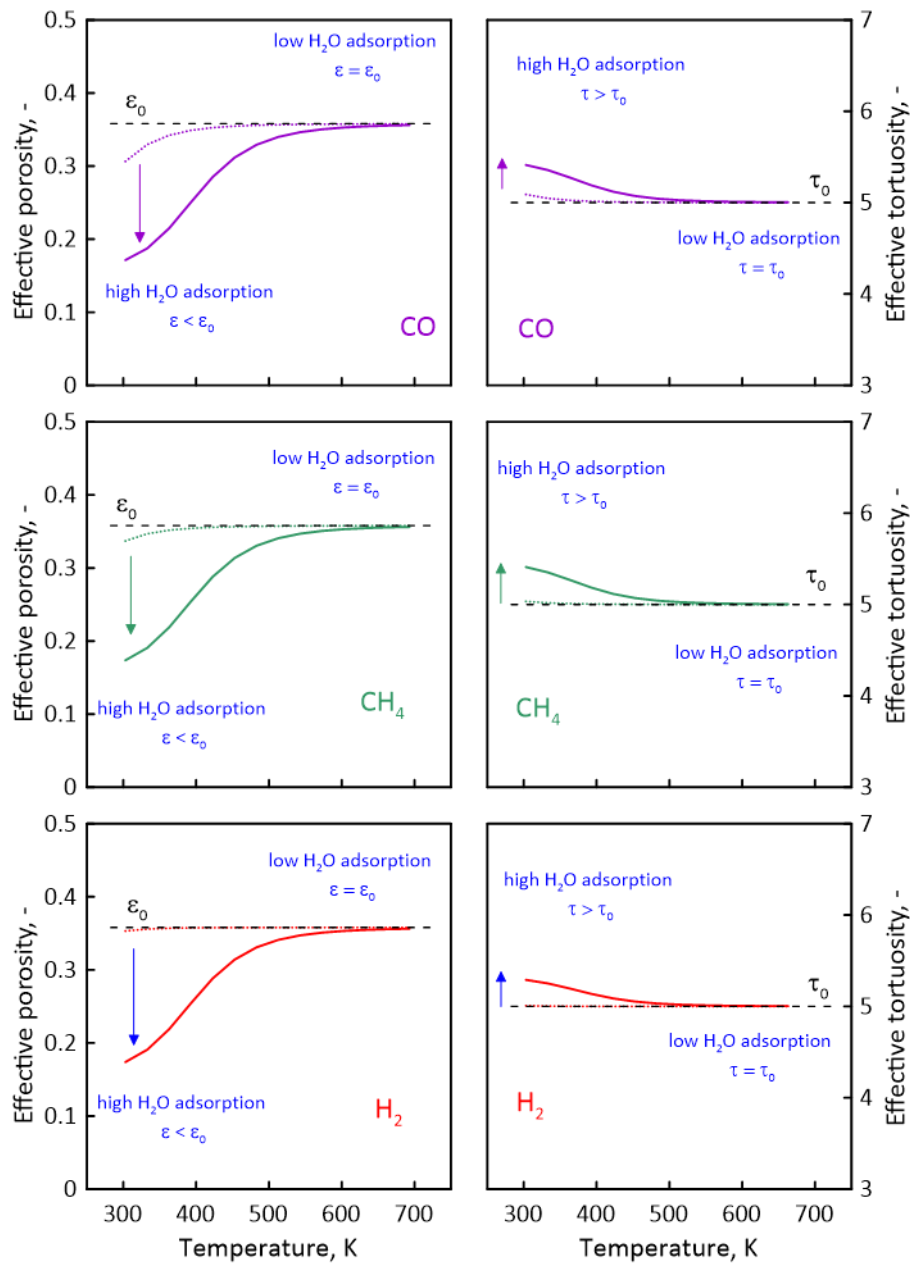 0.5
0.4
0.3
0.2
0.1
0
Effective porosity, -
low H₂O adsorption
ε = ε₀
ε₀
high H₂O adsorption
ε < ε₀
CO
high H₂O adsorption
τ > τ₀
τ₀
low H₂O adsorption
τ = τ₀
CO
7
6
5
4
3
Effective tortuosity, -
0.5
0.4
0.3
0.2
0.1
0
Effective porosity, -
low H₂O adsorption
ε = ε₀
ε₀
high H₂O adsorption
ε < ε₀
CH₄
high H₂O adsorption
τ > τ₀
τ₀
low H₂O adsorption
τ = τ₀
CH₄
7
6
5
4
3
Effective tortuosity, -
0.5
0.4
0.3
0.2
0.1
0
Effective porosity, -
low H₂O adsorption
ε = ε₀
ε₀
high H₂O adsorption
ε < ε₀
H₂
300 400 500 600 700
Temperature, K
high H₂O adsorption
τ > τ₀
τ₀
low H₂O adsorption
τ = τ₀
H₂
7
6
5
4
3
Effective tortuosity, -
300 400 500 600 700
Temperature, K